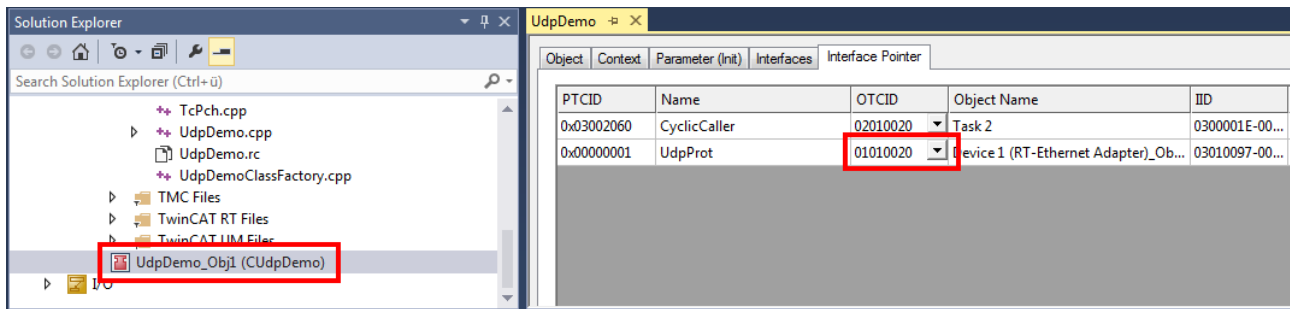 Solution Explorer
Search Solution Explorer (Ctrl+ü)
TcPch.cpp
UdpDemo.cpp
UdpDemo.rc
UdpDemoClassFactory.cpp
TMC Files
TwinCAT RT Files
TwinCAT UM Files
UdpDemo_Obj1 (CUdpDemo)
I/O
UdpDemo
Object Context Parameter (Init) Interfaces Interface Pointer
PTCID Name OTCID Object Name IID
0x03002060 CyclicCaller 02010020 Task 2 0300001E-00...
0x00000001 UdpProt 01010020 Device 1 (RT-Ethernet Adapter)_Ob... 03010097-00...